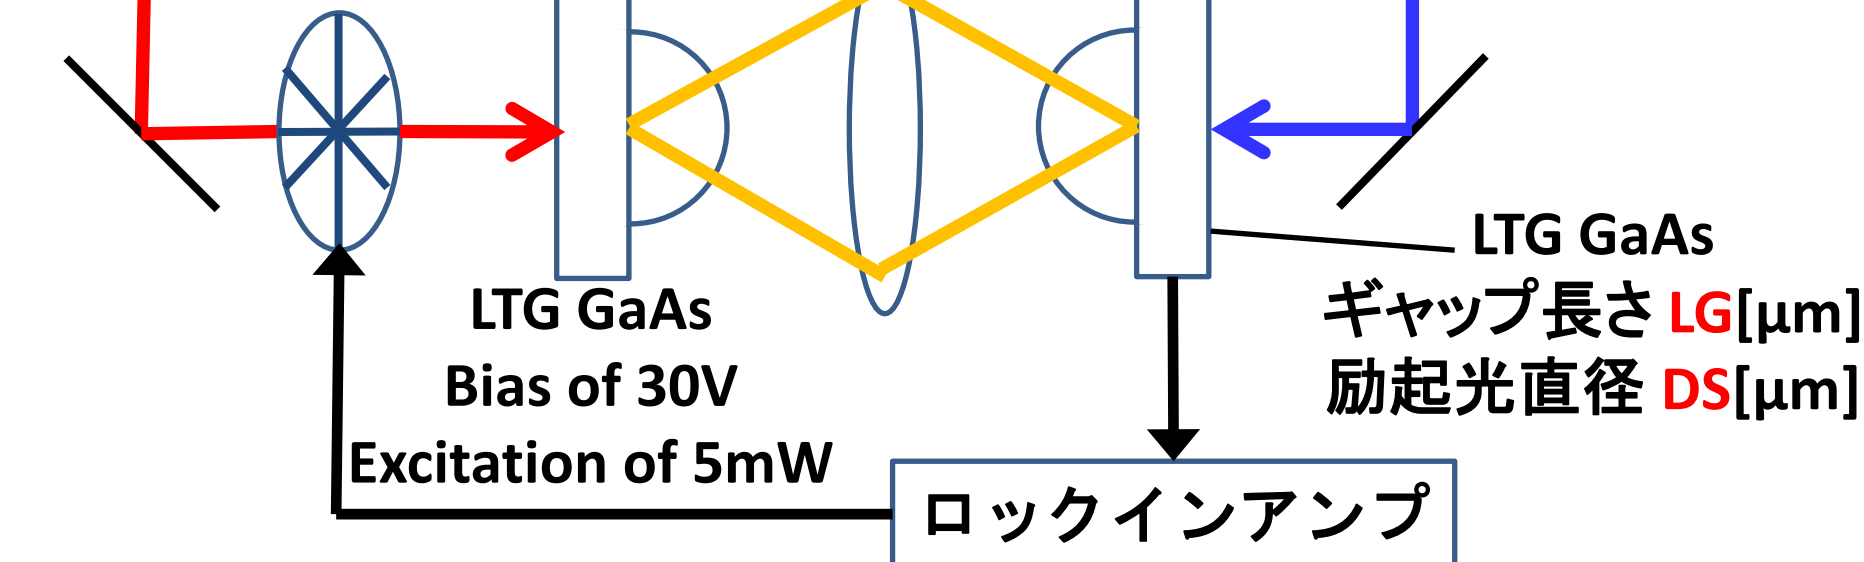 LTG GaAs
Bias of 30V
Excitation of 5mW
LTG GaAs
ギャップ長さ LG[μm]
励起光直径 DS[μm]
ロックインアンプ